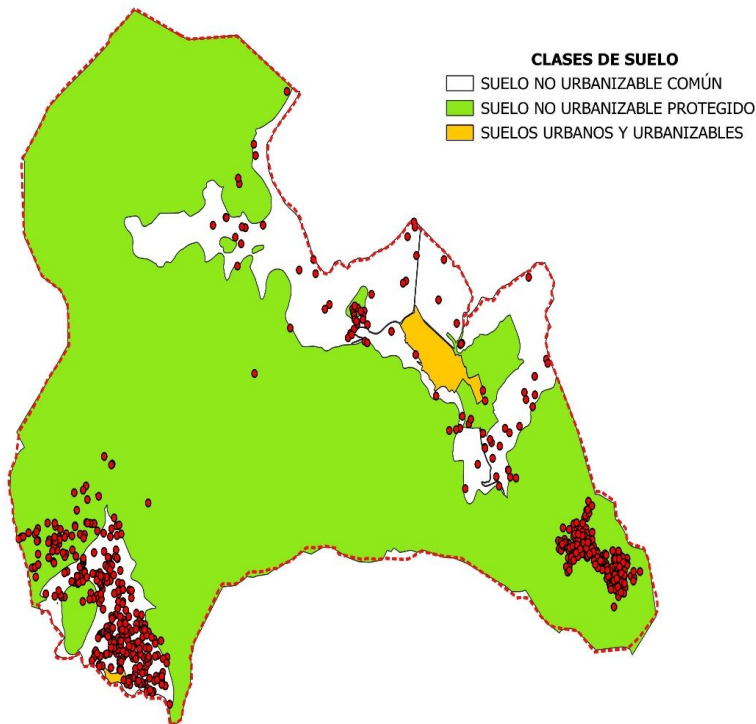 CLASES DE SUELO
SUELO NO URBANIZABLE COMÚN
SUELO NO URBANIZABLE PROTEGIDO
SUELOS URBANOS Y URBANIZABLES